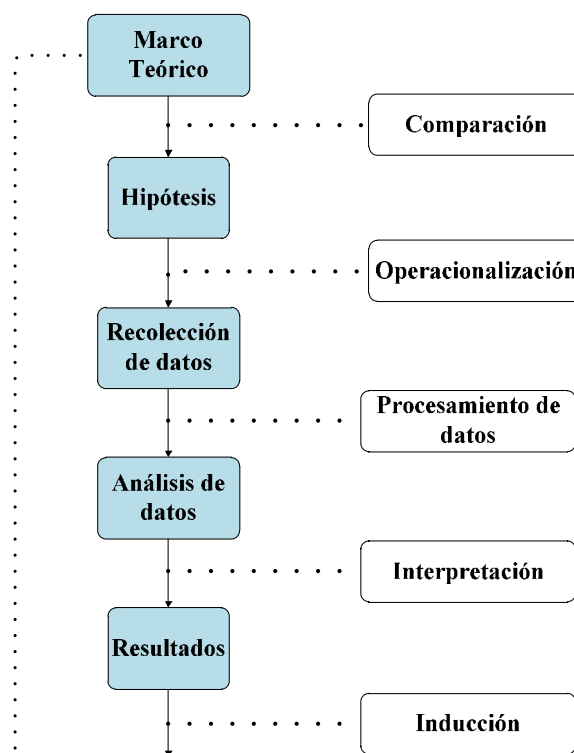 Marco
Teórico
Comparación
Hipótesis
Operacionalización
Recolección
de datos
Procesamiento de
datos
Análisis de
datos
Interpretación
Resultados
Inducción